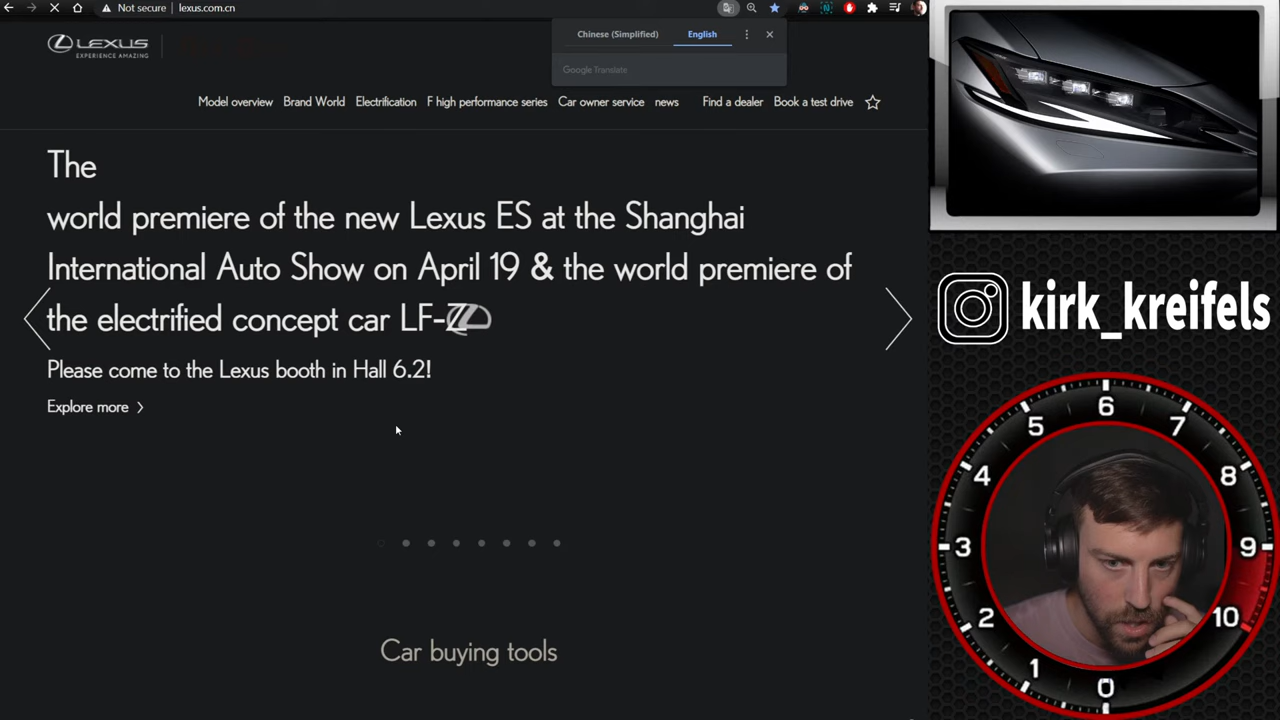 Not secure
lexus.com.cn
Chinese (Simplified)
English
Google Translate
LEXUS
EXPERIENCE AMAZING
Model overview
Brand World
Electrification
F high performance series
Car owner service
news
Find a dealer
Book a test drive
The
world premiere of the new Lexus ES at the Shanghai
International Auto Show on April 19 & the world premiere of
the electrified concept car LF-Z
Please come to the Lexus booth in Hall 6.2!
Explore more
Car buying tools
kirk_kreifels
0
1
2
3
4
5
6
7
8
9
10